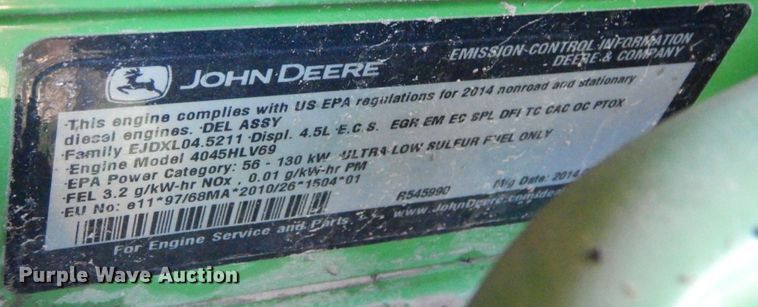 JOHN DEERE
EMISSION CONTROL INFORMATION
DEERE & COMPANY
This engine complies with US EPA regulations for 2014 nonroad and stationary
diesel engines. DEL ASSY
Family EJDXL04.5211 Displ. 4.5L E.C.S. EGR EM EC SPL DFI TC CAC OC PTOX
Engine Model 4045HLV69
EPA Power Category: 56 - 130 kW ULTRA LOW SULFUR FUEL ONLY
FEL 3.2 g/kW-hr NOx , 0.01 g/kW-hr PM
EU No: e11*97/68MA*2010/26*1504*01
R545990 Mfg Date: 2014
For Engine Service and Parts www.JohnDeere.com/
Purple Wave Auction